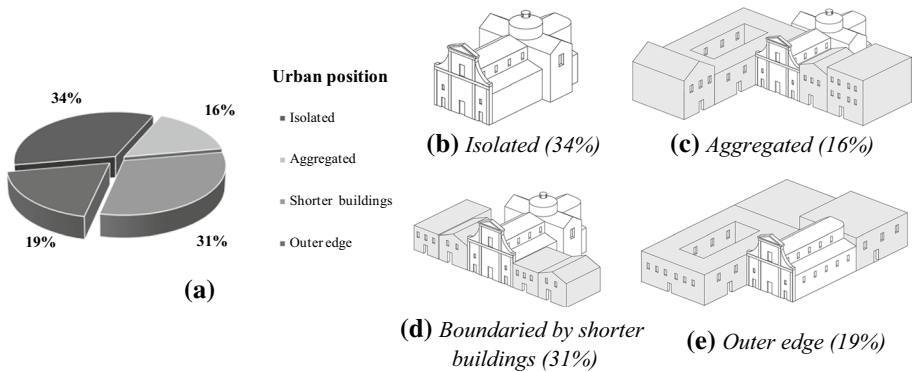 34%
16%
19%
31%
(a)
Urban position
Isolated
Aggregated
Shorter buildings
Outer edge
(b) Isolated (34%)
(c) Aggregated (16%)
(d) Boundaried by shorter
buildings (31%)
(e) Outer edge (19%)